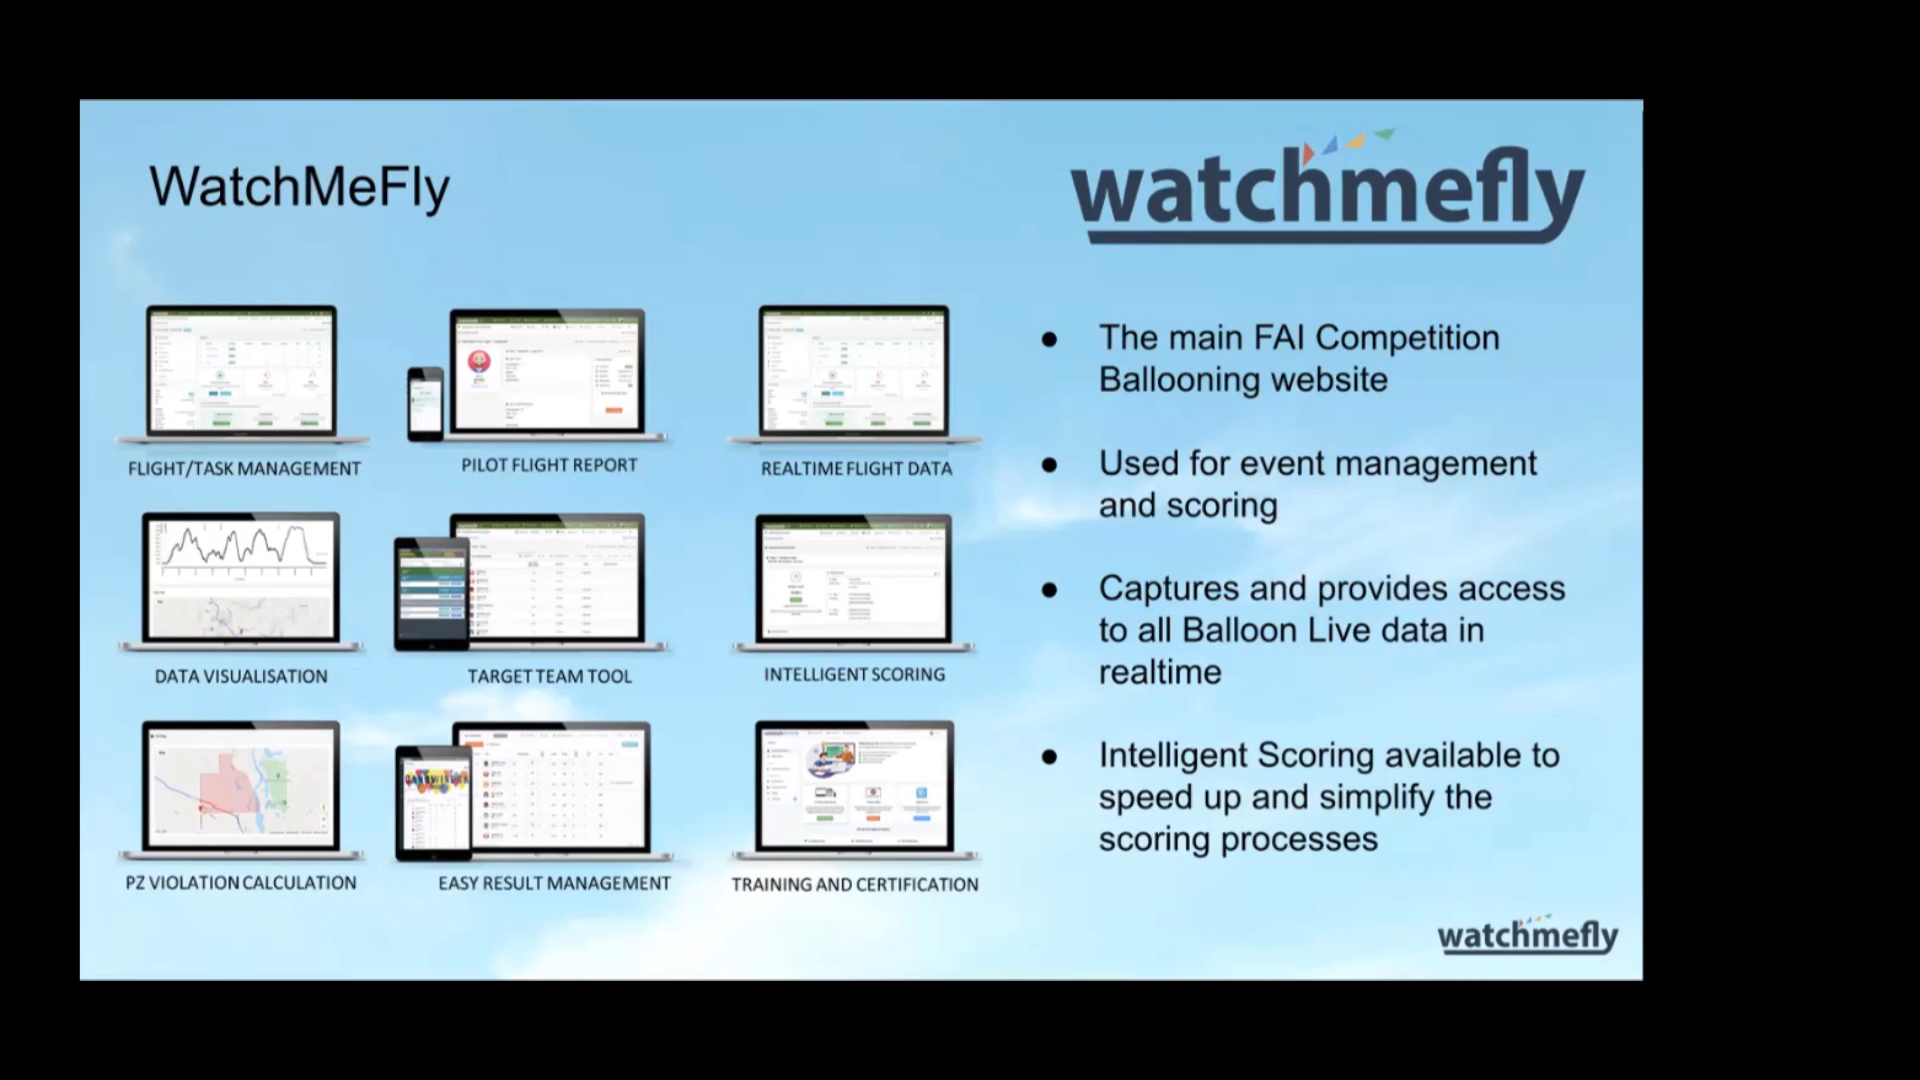 WatchMeFly
watchmefly
FLIGHT/TASK MANAGEMENT
PILOT FLIGHT REPORT
REALTIME FLIGHT DATA
DATA VISUALISATION
TARGET TEAM TOOL
INTELLIGENT SCORING
PZ VIOLATION CALCULATION
EASY RESULT MANAGEMENT
TRAINING AND CERTIFICATION
● The main FAI Competition
Ballooning website
● Used for event management
and scoring
● Captures and provides access
to all Balloon Live data in
realtime
● Intelligent Scoring available to
speed up and simplify the
scoring processes
watchmefly